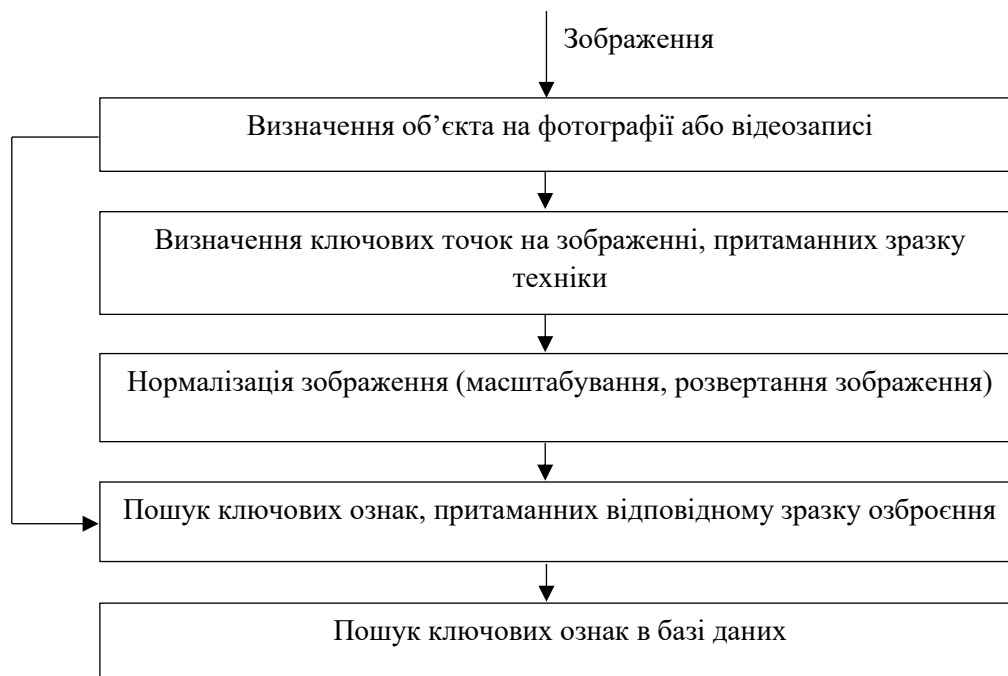 Зображення
Визначення об’єкта на фотографії або відеозаписі
Визначення ключових точок на зображенні, притаманних зразку
техніки
Нормалізація зображення (масштабування, розвертання зображення)
Пошук ключових ознак, притаманних відповідному зразку озброєння
Пошук ключових ознак в базі даних